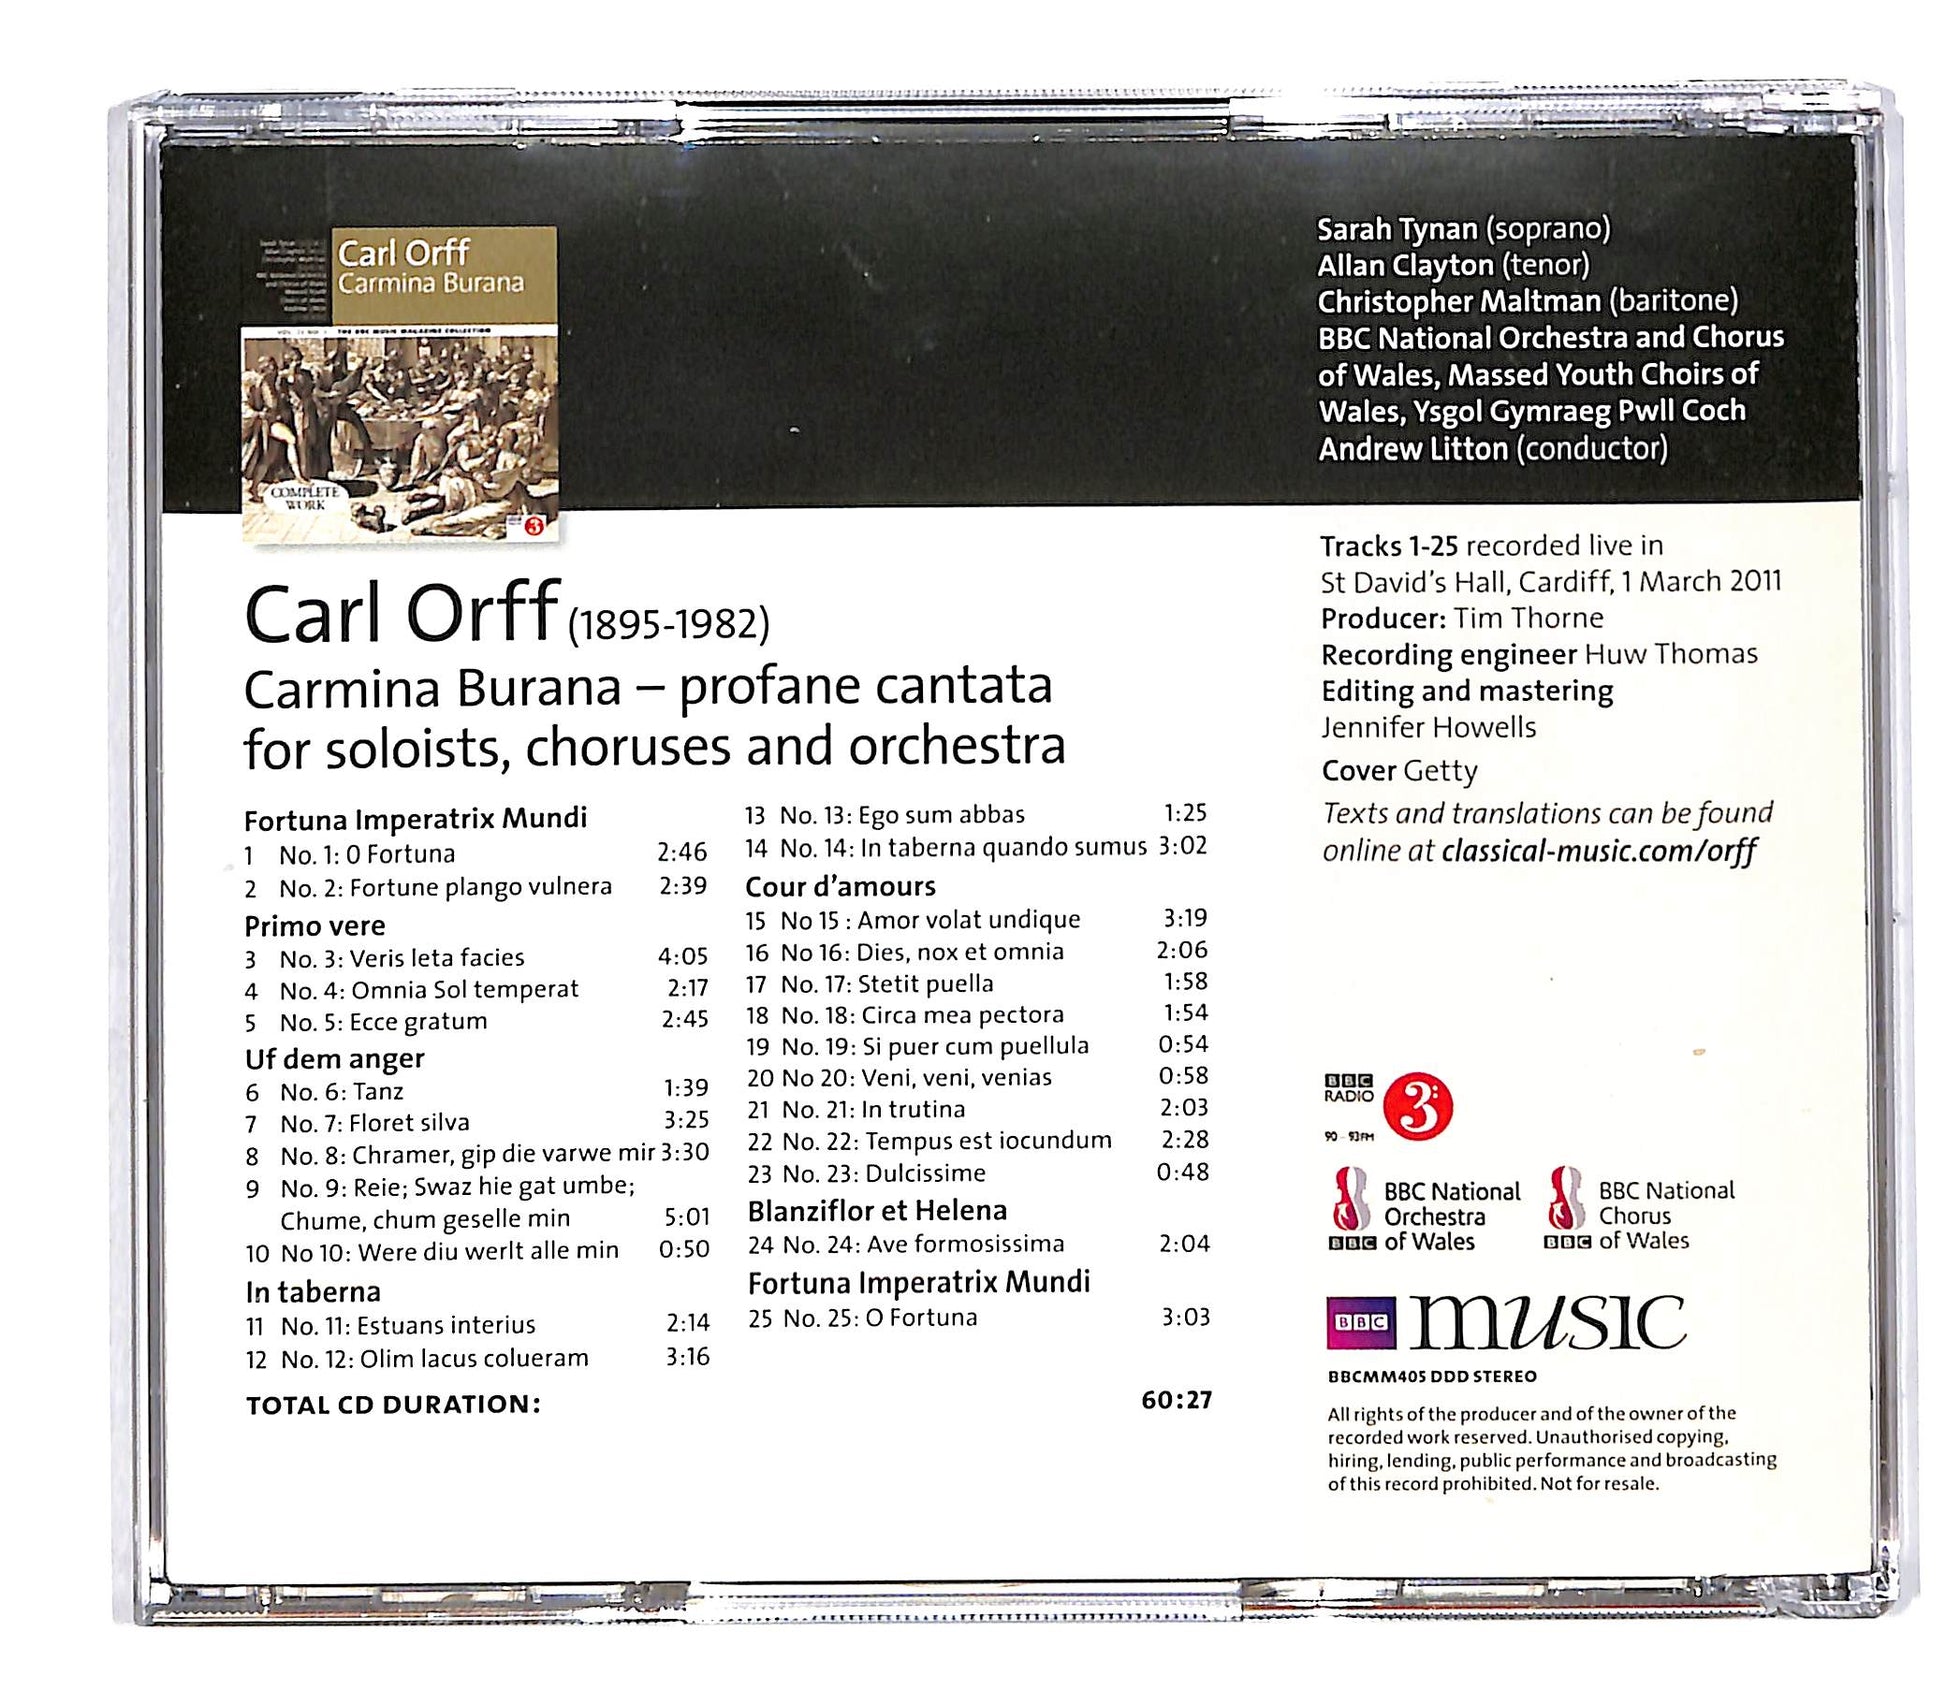 Carl Orff
Carmina Burana
THE BBC MUSIC MAGAZINE COLLECTION
COMPLETE
WORK
3
Sarah Tynan (soprano)
Allan Clayton (tenor)
Christopher Maltman (baritone)
BBC National Orchestra and Chorus
of Wales, Massed Youth Choirs of
Wales, Ysgol Gymraeg Pwll Coch
Andrew Litton (conductor)
Carl Orff (1895-1982)
Carmina Burana – profane cantata
for soloists, choruses and orchestra
Fortuna Imperatrix Mundi
1 No. 1: O Fortuna 2:46
2 No. 2: Fortune plango vulnera 2:39
Primo vere
3 No. 3: Veris leta facies 4:05
4 No. 4: Omnia Sol temperat 2:17
5 No. 5: Ecce gratum 2:45
Uf dem anger
6 No. 6: Tanz 1:39
7 No. 7: Floret silva 3:25
8 No. 8: Chramer, gip die varwe mir 3:30
9 No. 9: Reie; Swaz hie gat umbe;
Chume, chum geselle min 5:01
10 No 10: Were diu werlt alle min 0:50
In taberna
11 No. 11: Estuans interius 2:14
12 No. 12: Olim lacus colueram 3:16
13 No. 13: Ego sum abbas 1:25
14 No. 14: In taberna quando sumus 3:02
Cour d'amours
15 No 15 : Amor volat undique 3:19
16 No 16: Dies, nox et omnia 2:06
17 No. 17: Stetit puella 1:58
18 No. 18: Circa mea pectora 1:54
19 No. 19: Si puer cum puellula 0:54
20 No 20: Veni, veni, venias 0:58
21 No. 21: In trutina 2:03
22 No. 22: Tempus est iocundum 2:28
23 No. 23: Dulcissime 0:48
Blanziflor et Helena
24 No. 24: Ave formosissima 2:04
Fortuna Imperatrix Mundi
25 No. 25: O Fortuna 3:03
TOTAL CD DURATION: 60:27
Tracks 1-25 recorded live in
St David's Hall, Cardiff, 1 March 2011
Producer: Tim Thorne
Recording engineer Huw Thomas
Editing and mastering
Jennifer Howells
Cover Getty
Texts and translations can be found
online at classical-music.com/orff
BBC
RADIO 3
90 - 93 FM
BBC National
Orchestra
BBC of Wales
BBC National
Chorus
BBC of Wales
BBC music
BBCMM405 DDD STEREO
All rights of the producer and of the owner of the
recorded work reserved. Unauthorised copying,
hiring, lending, public performance and broadcasting
of this record prohibited. Not for resale.